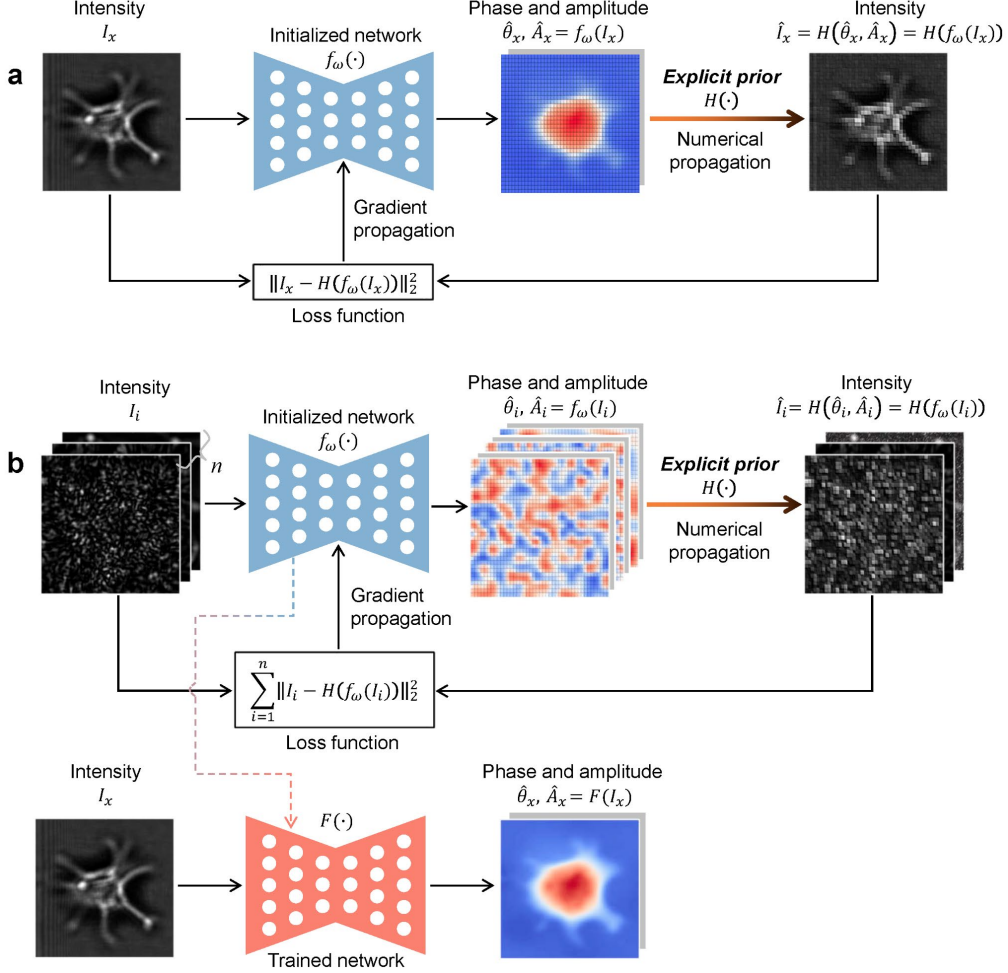 a
Intensity
I_x
Initialized network
f_ω(·)
Phase and amplitude
θ̂_x, Â_x = f_ω(I_x)
Explicit prior
H(·)
Numerical
propagation
Intensity
Î_x = H(θ̂_x, Â_x) = H(f_ω(I_x))
Gradient
propagation
‖I_x − H(f_ω(I_x))‖₂²
Loss function
b
Intensity
I_i
n
Initialized network
f_ω(·)
Phase and amplitude
θ̂_i, Â_i = f_ω(I_i)
Explicit prior
H(·)
Numerical
propagation
Intensity
Î_i = H(θ̂_i, Â_i) = H(f_ω(I_i))
Gradient
propagation
∑_{i=1}^{n} ‖I_i − H(f_ω(I_i))‖₂²
Loss function
Intensity
I_x
F(·)
Trained network
Phase and amplitude
θ̂_x, Â_x = F(I_x)